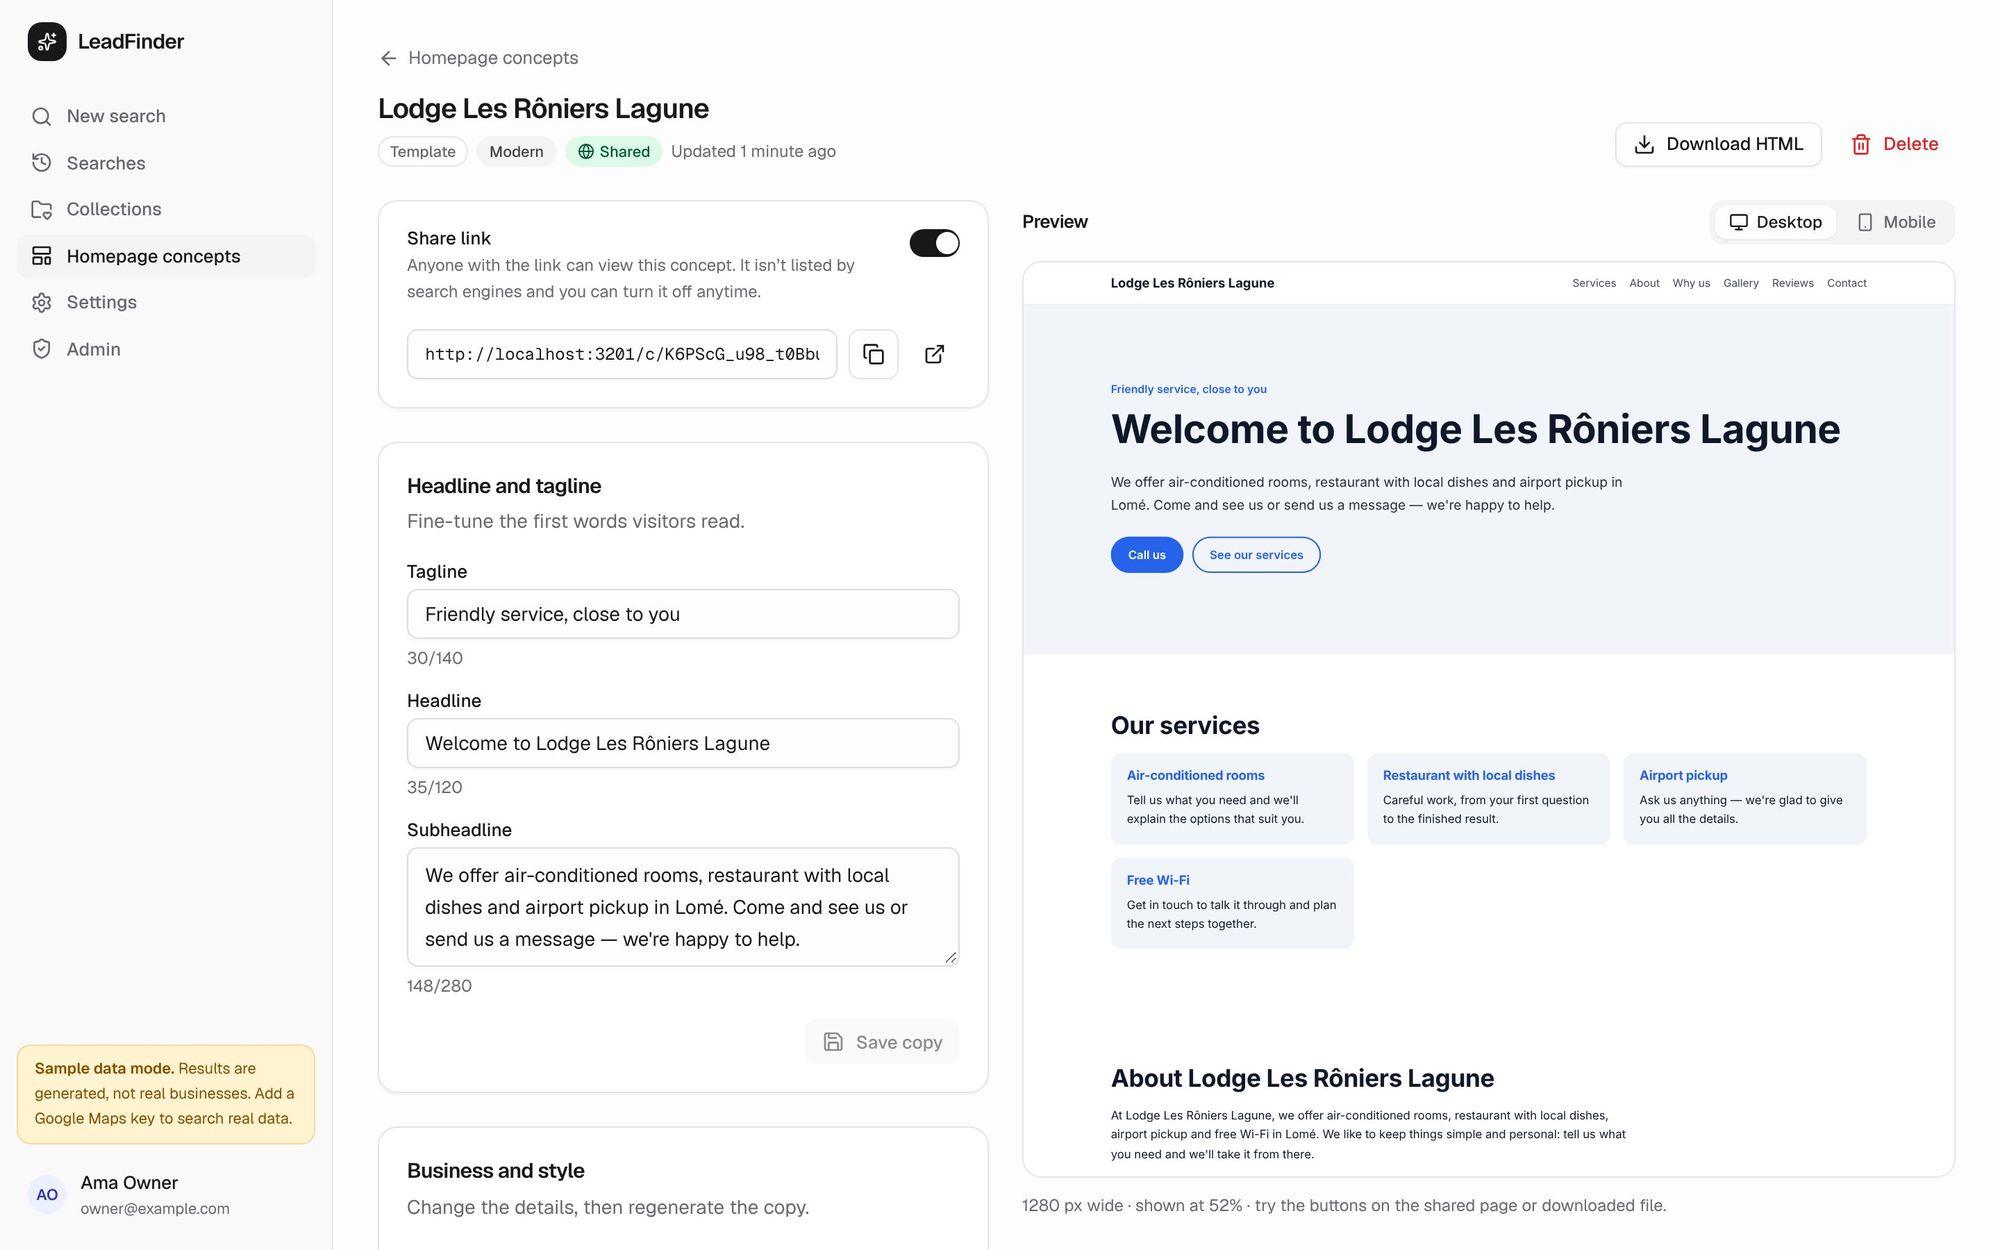 LeadFinder
New search
Searches
Collections
Homepage concepts
Settings
Admin
Sample data mode. Results are
generated, not real businesses. Add a
Google Maps key to search real data.
AO
Ama Owner
owner@example.com
Homepage concepts
Lodge Les Rôniers Lagune
Template
Modern
Shared
Updated 1 minute ago
Download HTML
Delete
Share link
Anyone with the link can view this concept. It isn’t listed by
search engines and you can turn it off anytime.
http://localhost:3201/c/K6PScG_u98_t0Bb
Headline and tagline
Fine-tune the first words visitors read.
Tagline
Friendly service, close to you
30/140
Headline
Welcome to Lodge Les Rôniers Lagune
35/120
Subheadline
We offer air-conditioned rooms, restaurant with local
dishes and airport pickup in Lomé. Come and see us or
send us a message — we're happy to help.
148/280
Save copy
Business and style
Change the details, then regenerate the copy.
Preview
Desktop
Mobile
Lodge Les Rôniers Lagune
Services About Why us Gallery Reviews Contact
Friendly service, close to you
Welcome to Lodge Les Rôniers Lagune
We offer air-conditioned rooms, restaurant with local dishes and airport pickup in
Lomé. Come and see us or send us a message — we're happy to help.
Call us
See our services
Our services
Air-conditioned rooms
Tell us what you need and we'll
explain the options that suit you.
Restaurant with local dishes
Careful work, from your first question
to the finished result.
Airport pickup
Ask us anything — we're glad to give
you all the details.
Free Wi-Fi
Get in touch to talk it through and plan
the next steps together.
About Lodge Les Rôniers Lagune
At Lodge Les Rôniers Lagune, we offer air-conditioned rooms, restaurant with local dishes,
airport pickup and free Wi-Fi in Lomé. We like to keep things simple and personal: tell us what
you need and we'll take it from there.
1280 px wide · shown at 52% · try the buttons on the shared page or downloaded file.